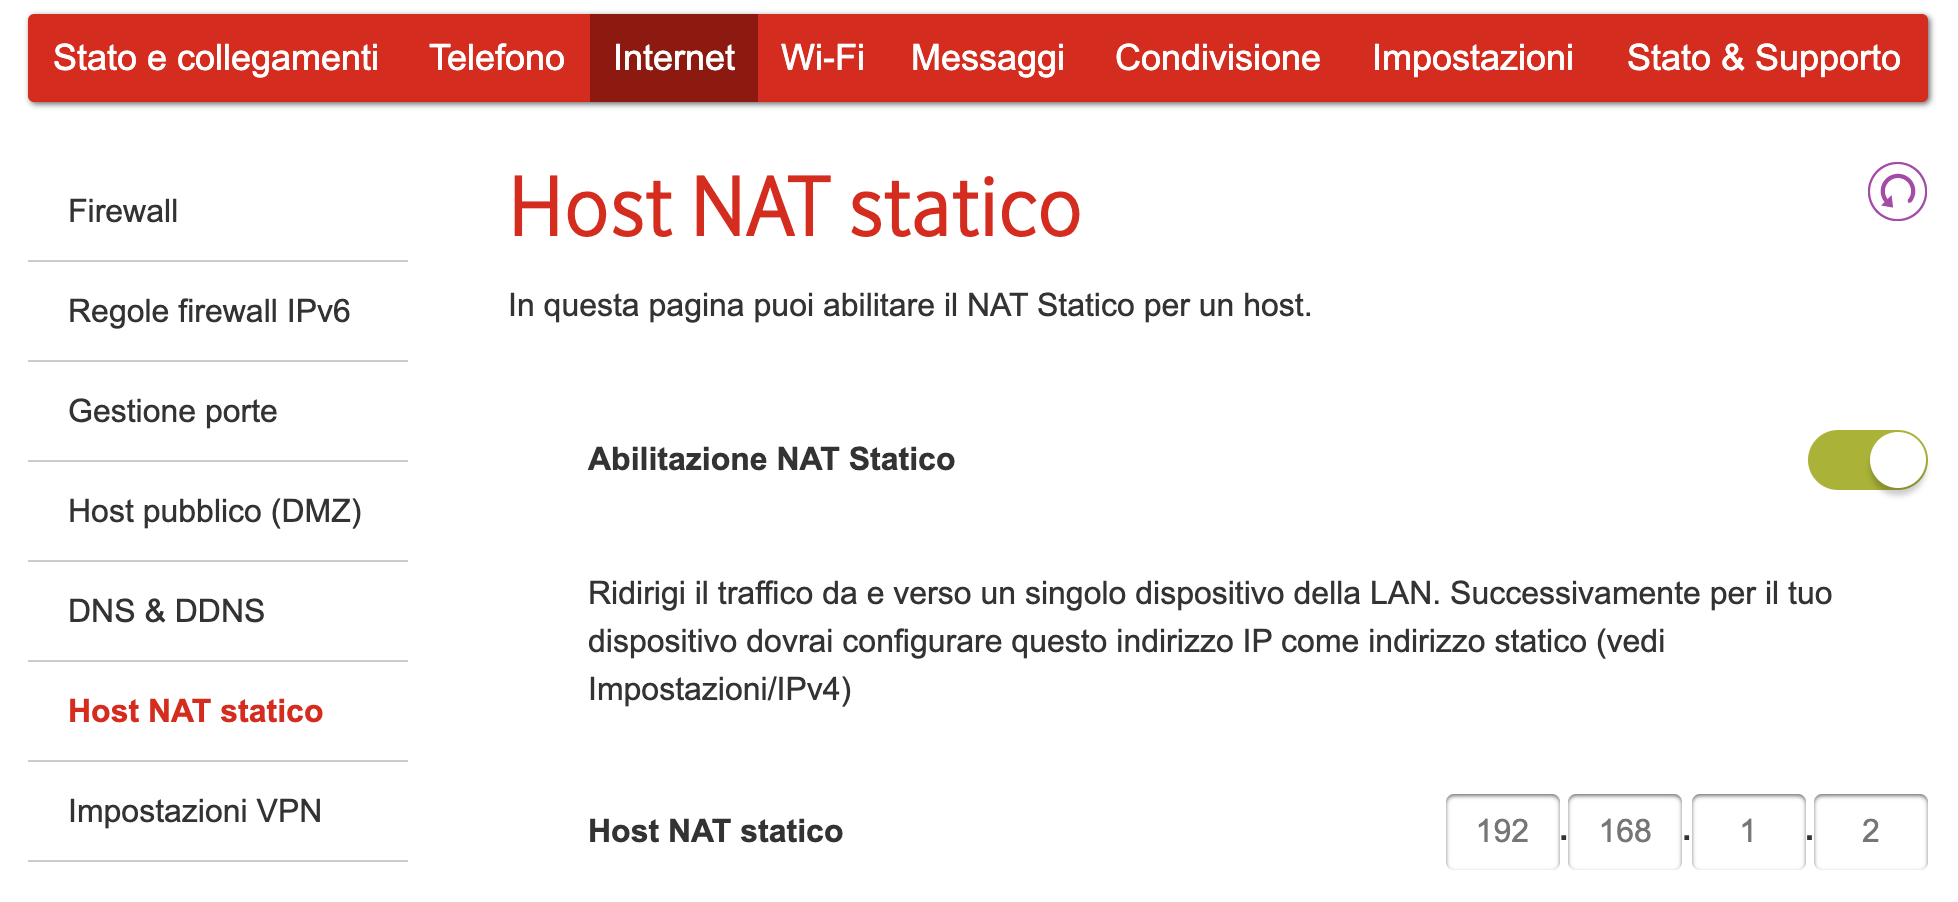 Stato e collegamenti Telefono Internet Wi-Fi Messaggi Condivisione Impostazioni Stato & Supporto
Firewall
Regole firewall IPv6
Gestione porte
Host pubblico (DMZ)
DNS & DDNS
Host NAT statico
Impostazioni VPN
Host NAT statico
In questa pagina puoi abilitare il NAT Statico per un host.
Abilitazione NAT Statico
Ridirigi il traffico da e verso un singolo dispositivo della LAN. Successivamente per il tuo
dispositivo dovrai configurare questo indirizzo IP come indirizzo statico (vedi
Impostazioni/IPv4)
Host NAT statico 192 . 168 . 1 . 2